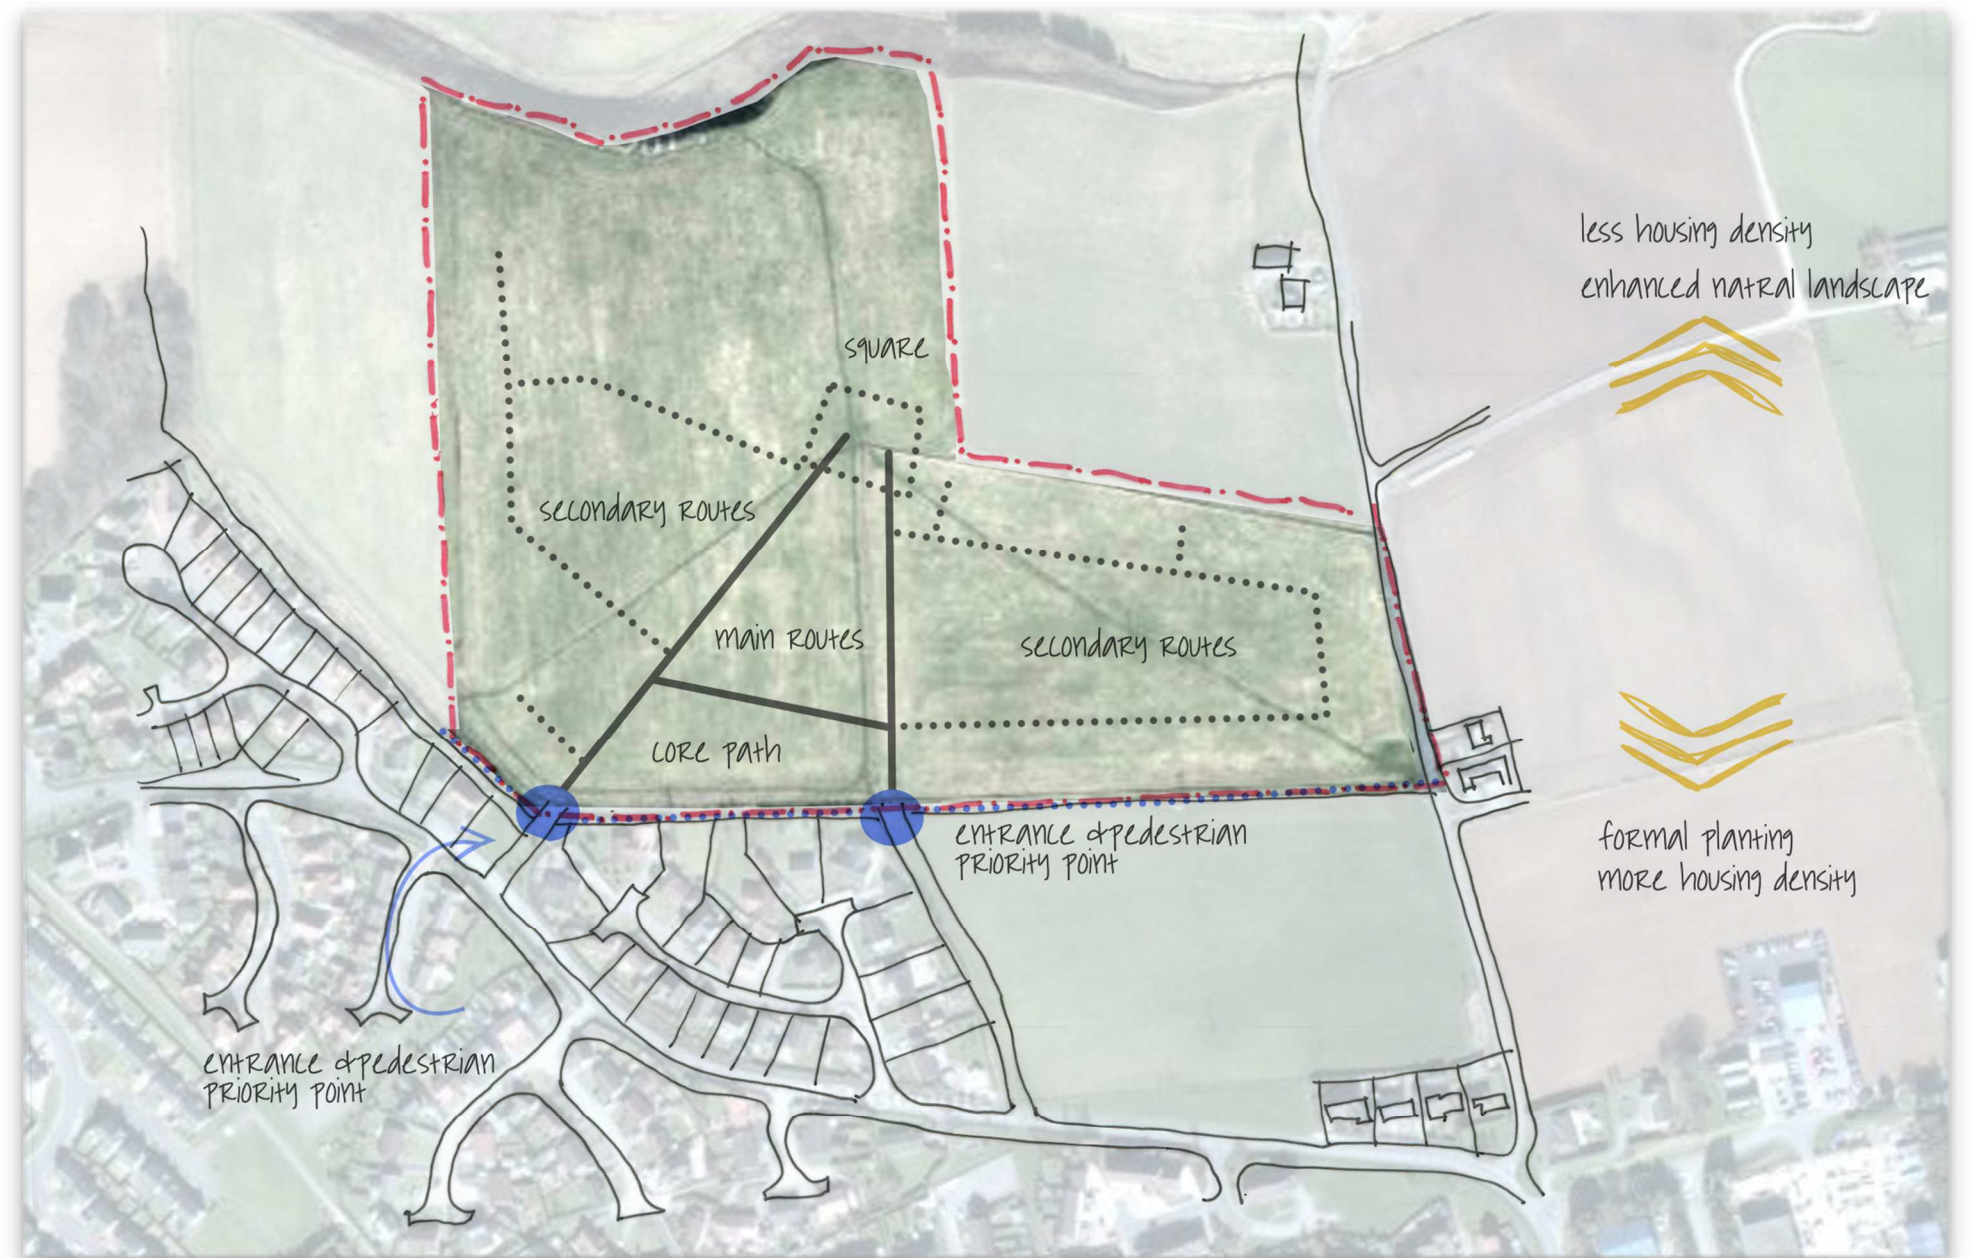 less housing density
enhanced natral landscape
square
secondary routes
main routes
secondary routes
core path
entrance & pedestrian
priority point
formal planting
more housing density
entrance & pedestrian
priority point